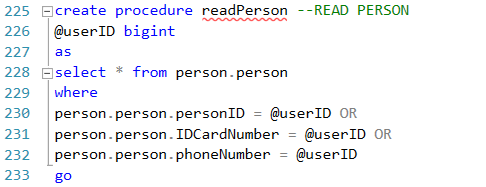 225 create procedure readPerson --READ PERSON
226 @userID bigint
227 as
228 select * from person.person
229 where
230 person.person.personID = @userID OR
231 person.person.IDCardNumber = @userID OR
232 person.person.phoneNumber = @userID
233 go